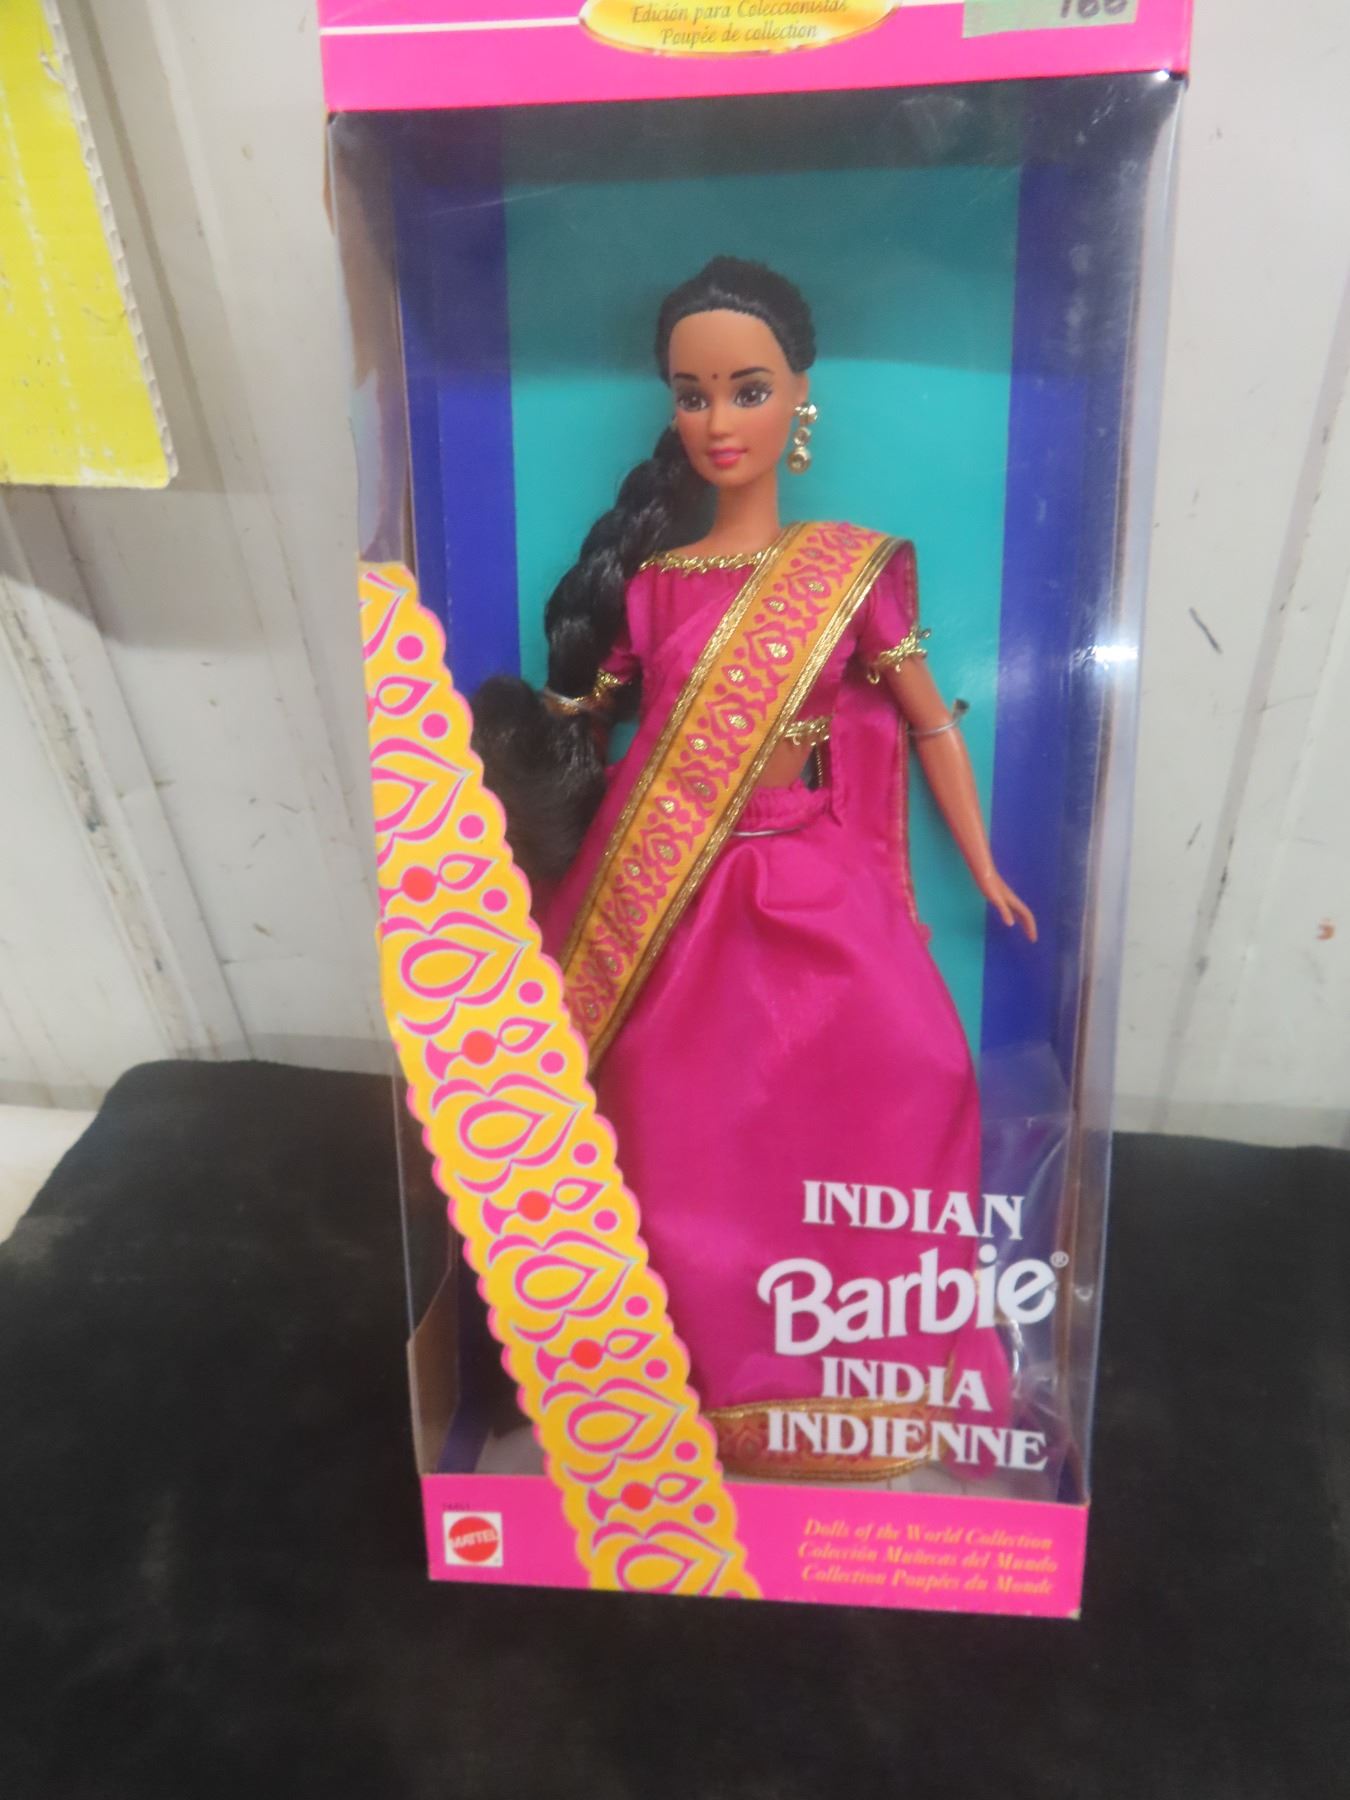 Edición para Coleccionistas
Poupée de collection
INDIAN
Barbie®
INDIA
INDIENNE
MATTEL
Dolls of the World Collection
Colección Muñecas del Mundo
Collection Poupées du Monde